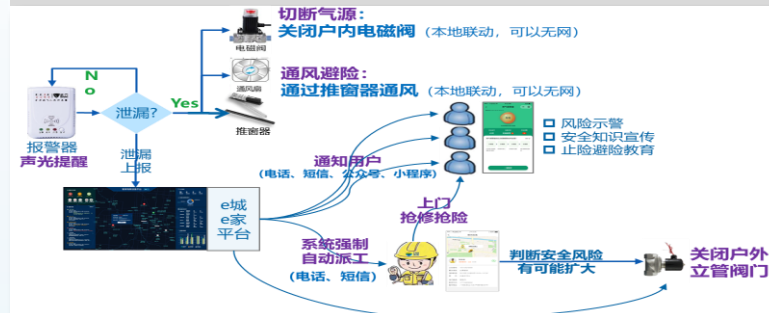 切断气源：
关闭户内电磁阀（本地联动，可以无网）
电磁阀
通风避险：
通过推窗器通风（本地联动，可以无网）
通风扇
推窗器
No
泄漏?
Yes
报警器
声光提醒
泄漏
上报
e城
e家
平台
通知用户
（电话、短信、公众号、小程序）
风险示警
安全知识宣传
止险避险教育
上门
抢修抢险
系统强制
自动派工
（电话、短信）
判断安全风险
有可能扩大
关闭户外
立管阀门